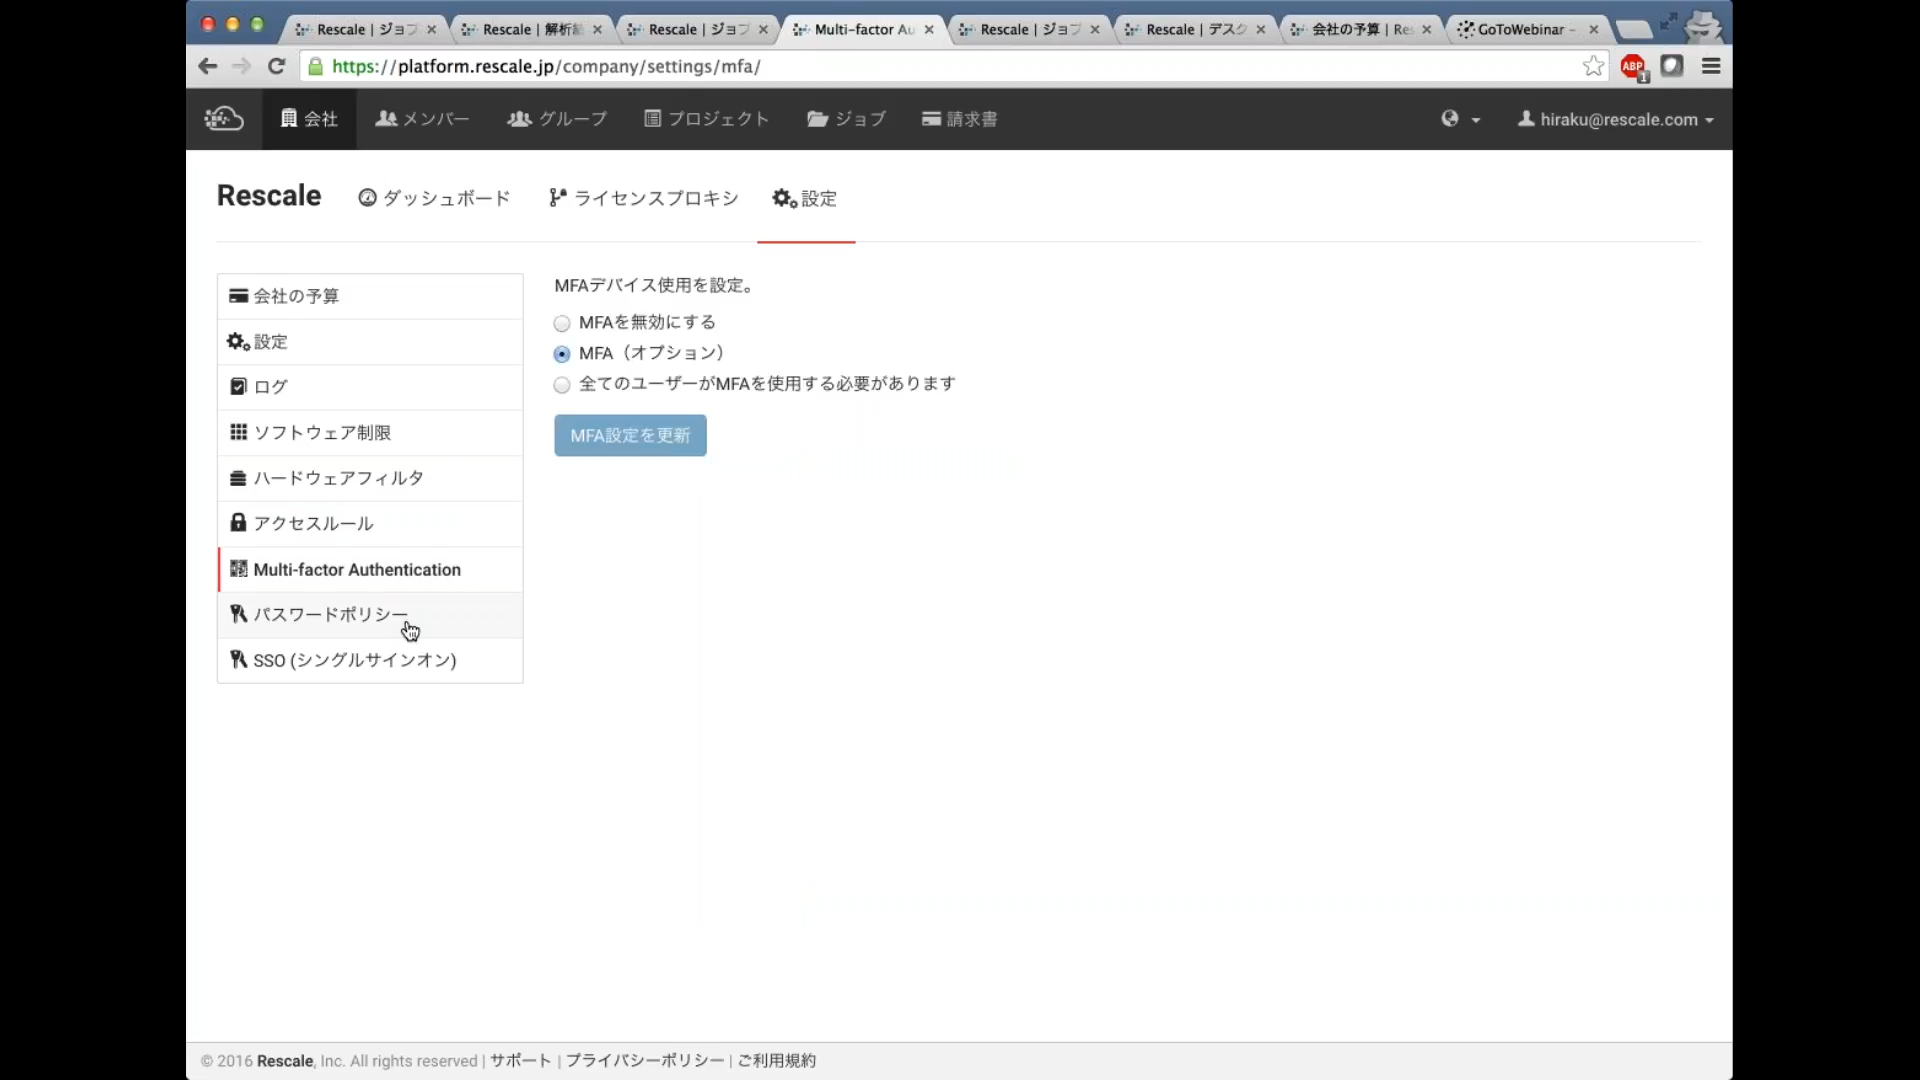 Rescale | ジョブ
Rescale | 解析結
Rescale | ジョブ
Multi-factor Au
Rescale | ジョブ
Rescale | デスク
会社の予算 | Res
GoToWebinar -
https://platform.rescale.jp/company/settings/mfa/
ABP
1
会社
メンバー
グループ
プロジェクト
ジョブ
請求書
hiraku@rescale.com
Rescale
ダッシュボード
ライセンスプロキシ
設定
会社の予算
設定
ログ
ソフトウェア制限
ハードウェアフィルタ
アクセスルール
Multi-factor Authentication
パスワードポリシー
SSO (シングルサインオン)
MFAデバイス使用を設定。
MFAを無効にする
MFA（オプション）
全てのユーザーがMFAを使用する必要があります
MFA設定を更新
© 2016 Rescale, Inc. All rights reserved | サポート | プライバシーポリシー | ご利用規約